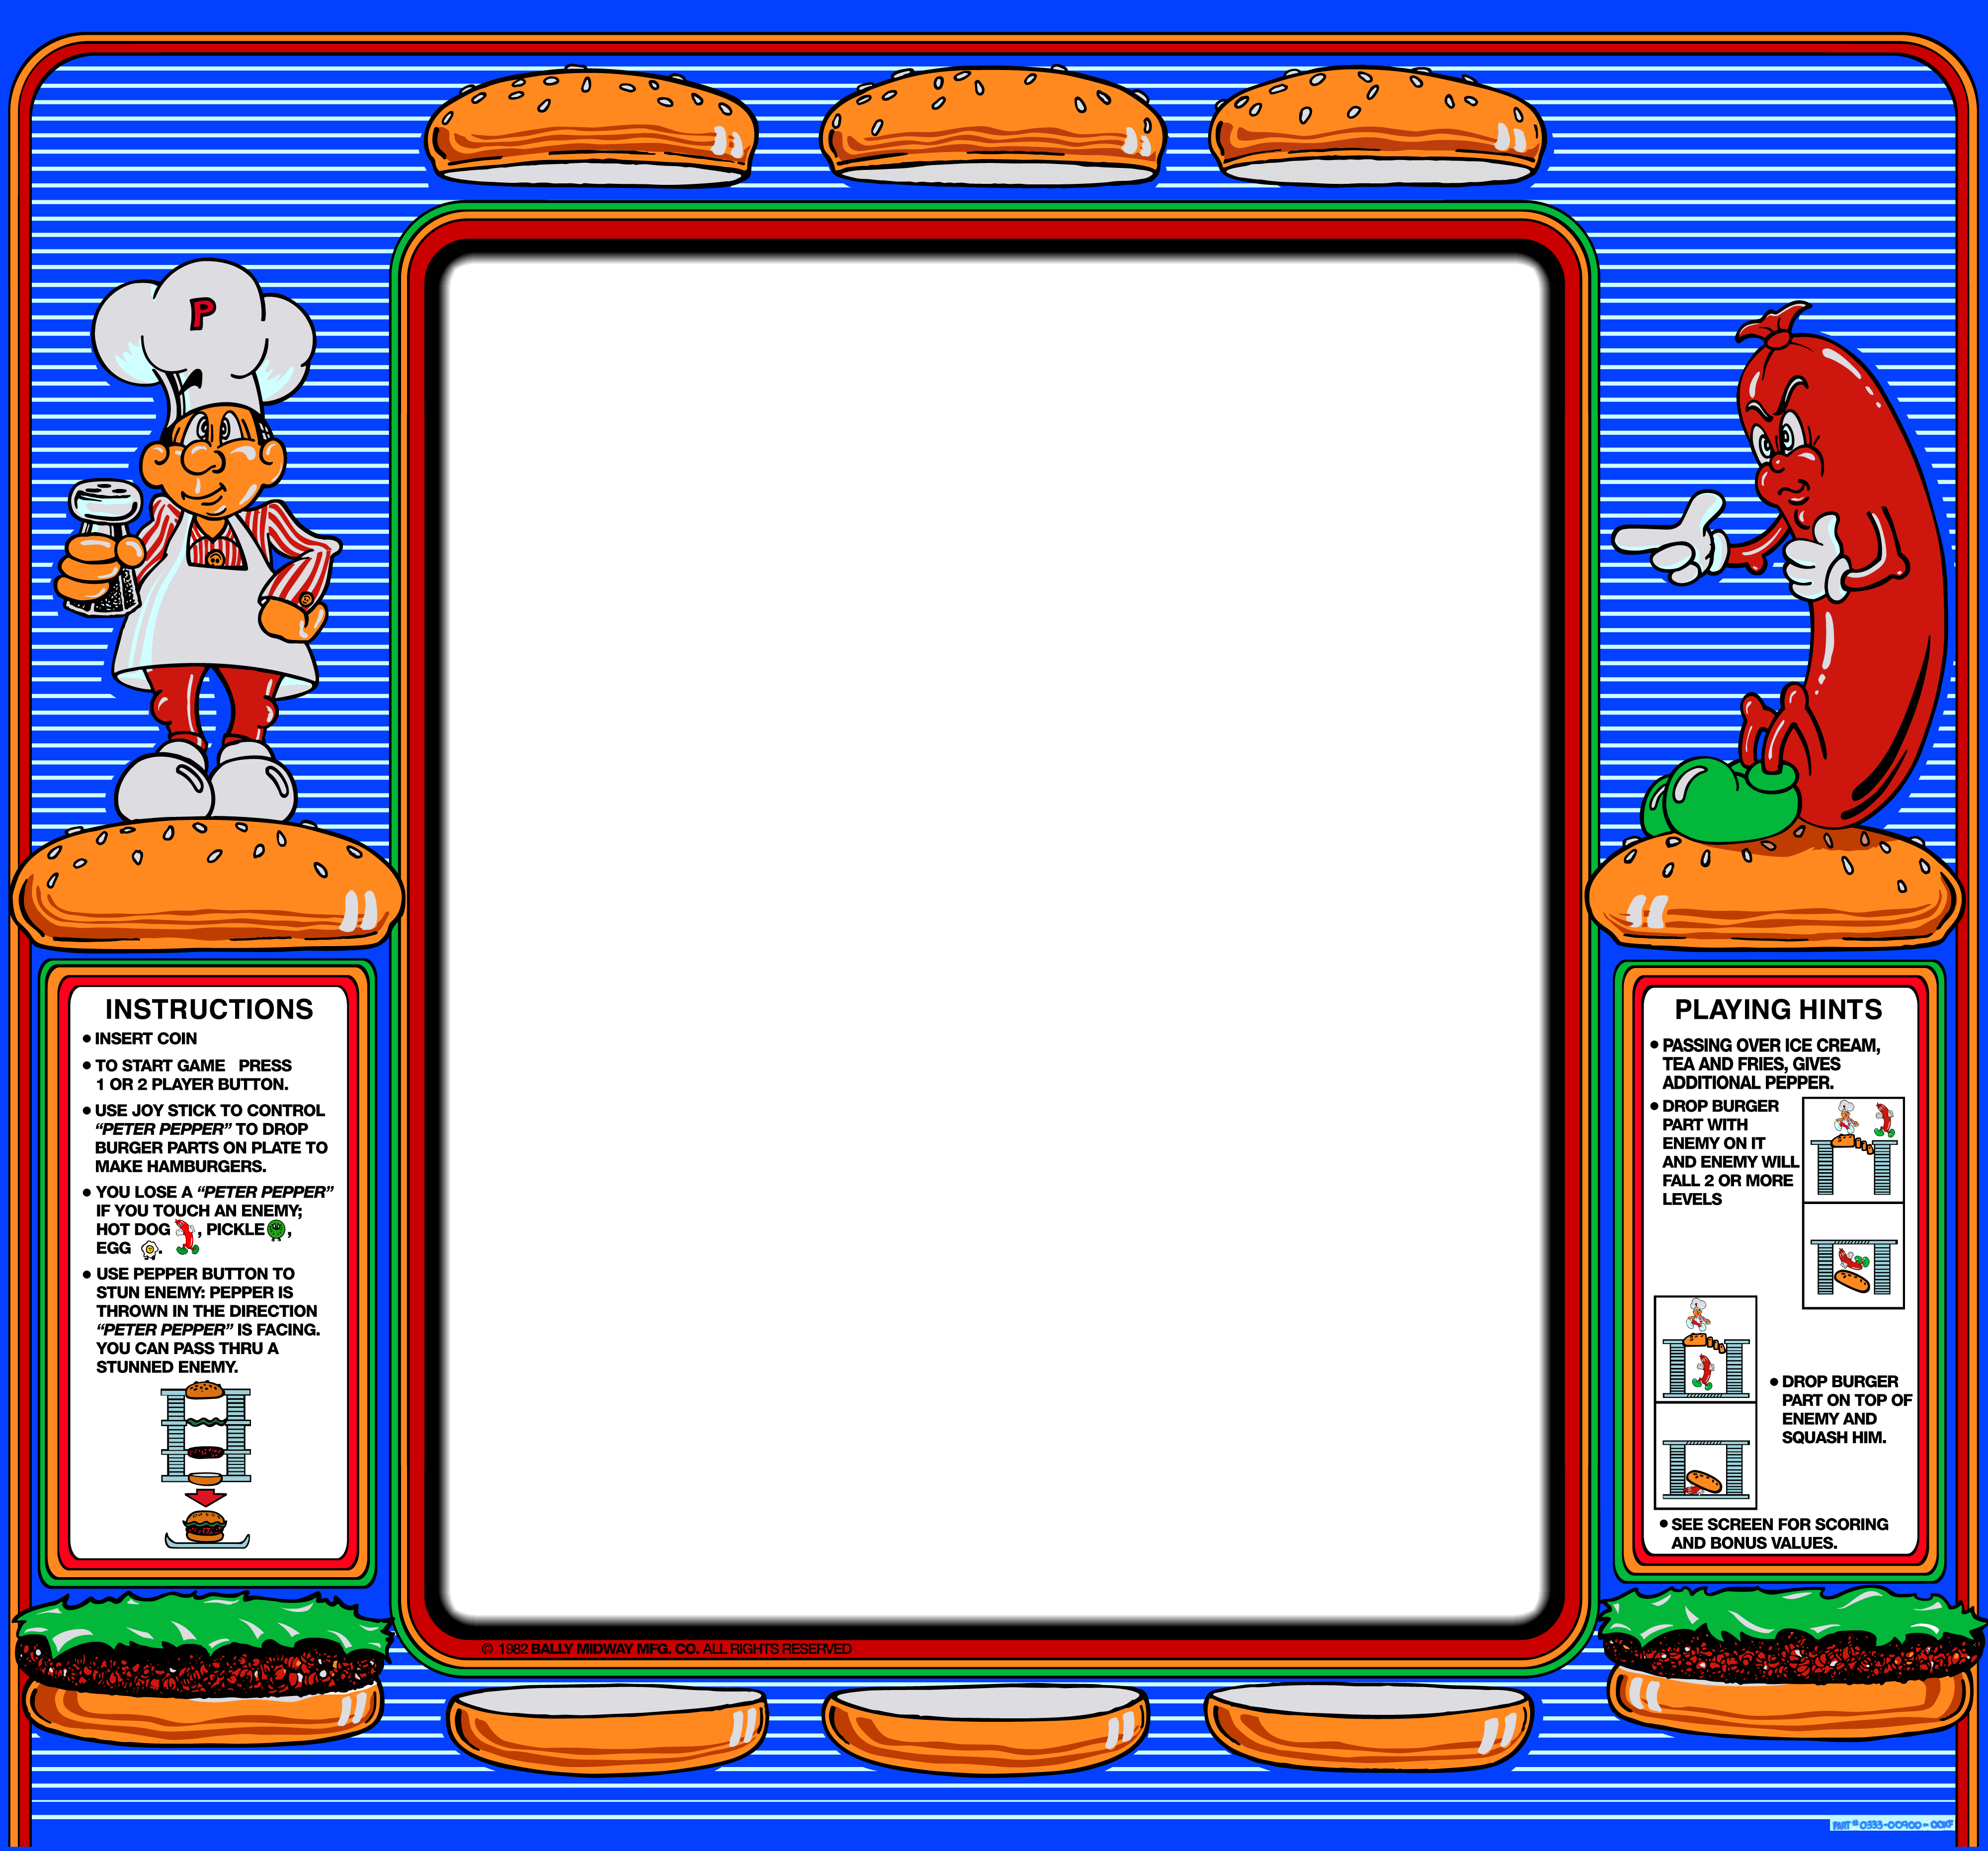 P
INSTRUCTIONS
• INSERT COIN
• TO START GAME PRESS
1 OR 2 PLAYER BUTTON.
• USE JOY STICK TO CONTROL
“PETER PEPPER” TO DROP
BURGER PARTS ON PLATE TO
MAKE HAMBURGERS.
• YOU LOSE A “PETER PEPPER”
IF YOU TOUCH AN ENEMY;
HOT DOG , PICKLE ,
EGG .
• USE PEPPER BUTTON TO
STUN ENEMY: PEPPER IS
THROWN IN THE DIRECTION
“PETER PEPPER” IS FACING.
YOU CAN PASS THRU A
STUNNED ENEMY.
PLAYING HINTS
• PASSING OVER ICE CREAM,
TEA AND FRIES, GIVES
ADDITIONAL PEPPER.
• DROP BURGER
PART WITH
ENEMY ON IT
AND ENEMY WILL
FALL 2 OR MORE
LEVELS
• DROP BURGER
PART ON TOP OF
ENEMY AND
SQUASH HIM.
• SEE SCREEN FOR SCORING
AND BONUS VALUES.
© 1982 BALLY MIDWAY MFG. CO. ALL RIGHTS RESERVED
PART # 0333-00900-